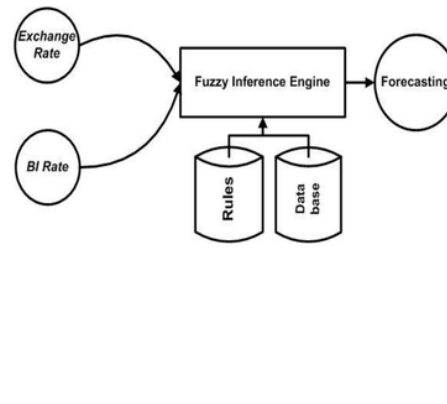 Exchange
Rate
Fuzzy Inference Engine
Forecasting
BI Rate
Rules
Data
base